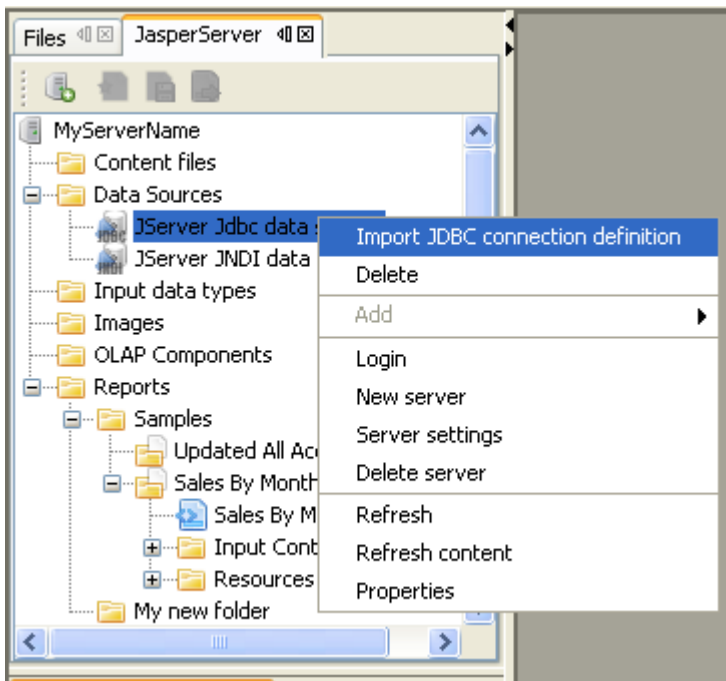 Files JasperServer
MyServerName
Content files
Data Sources
JServer Jdbc data
JServer JNDI data
Input data types
Images
OLAP Components
Reports
Samples
Updated All
Sales By Month
Sales By
Input
Resources
My new folder
Import JDBC connection definition
Delete
Add
Login
New server
Server settings
Delete server
Refresh
Refresh content
Properties